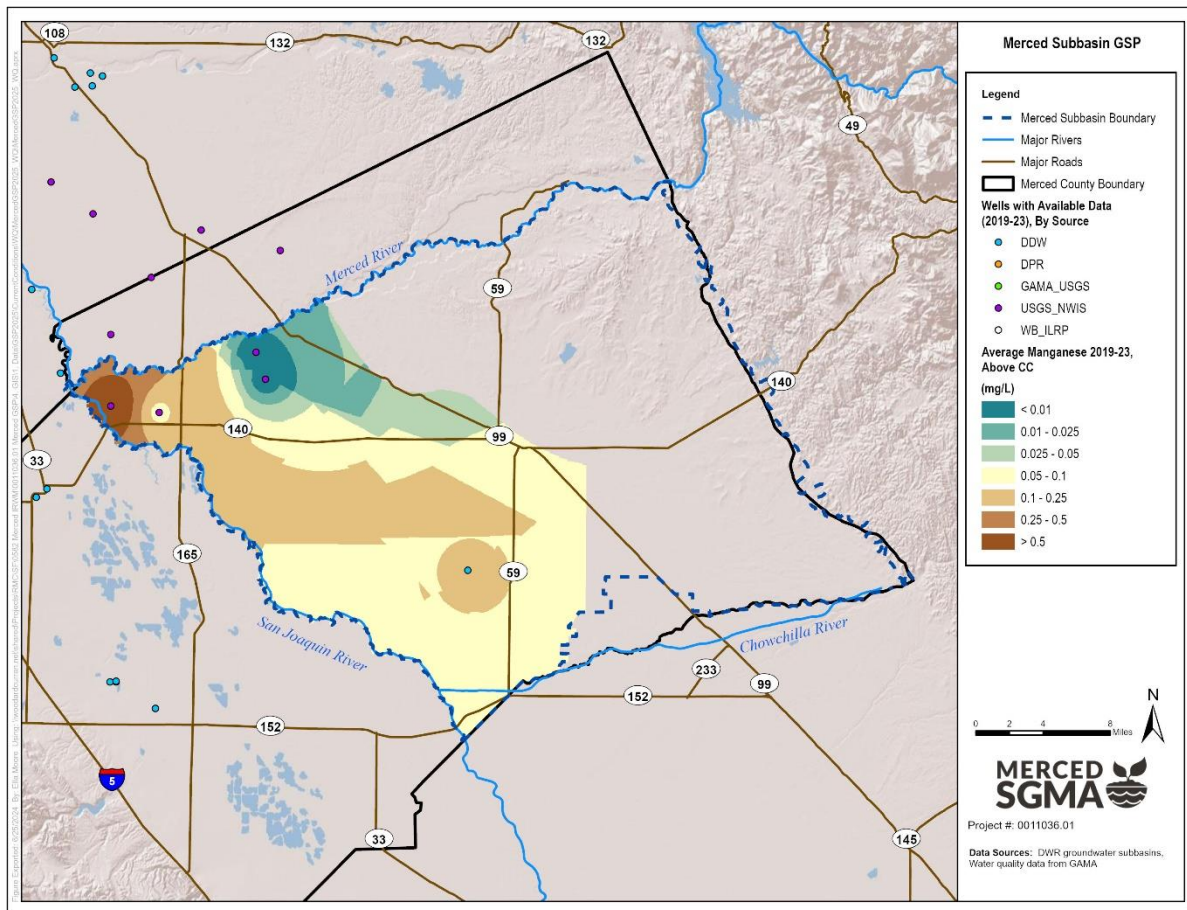 108
132
132
49
Merced River
59
140
140
99
33
165
59
San Joaquin River
Chowchilla River
233
99
152
152
5
33
145
Merced Subbasin GSP
Legend
Merced Subbasin Boundary
Major Rivers
Major Roads
Merced County Boundary
Wells with Available Data
(2019-23), By Source
DDW
DPR
GAMA_USGS
USGS_NWIS
WB_ILRP
Average Manganese 2019-23,
Above CC
(mg/L)
< 0.01
0.01 - 0.025
0.025 - 0.05
0.05 - 0.1
0.1 - 0.25
0.25 - 0.5
> 0.5
N
0 2 4 8
Miles
MERCED
SGMA
Project #: 0011036.01
Data Sources: DWR groundwater subbasins,
Water quality data from GAMA